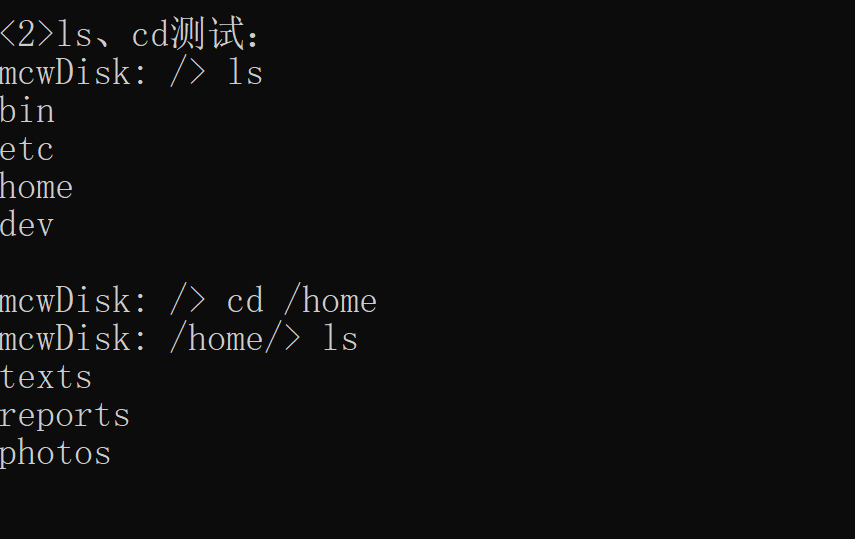 <2>ls、cd测试:
mcwDisk: /> ls
bin
etc
home
dev
mcwDisk: /> cd /home
mcwDisk: /home/> ls
texts
reports
photos